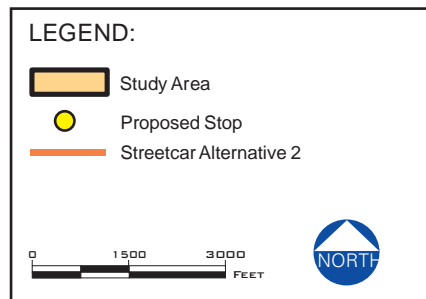 LEGEND:
Study Area
Proposed Stop
Streetcar Alternative 2
0 1500 3000
FEET
NORTH